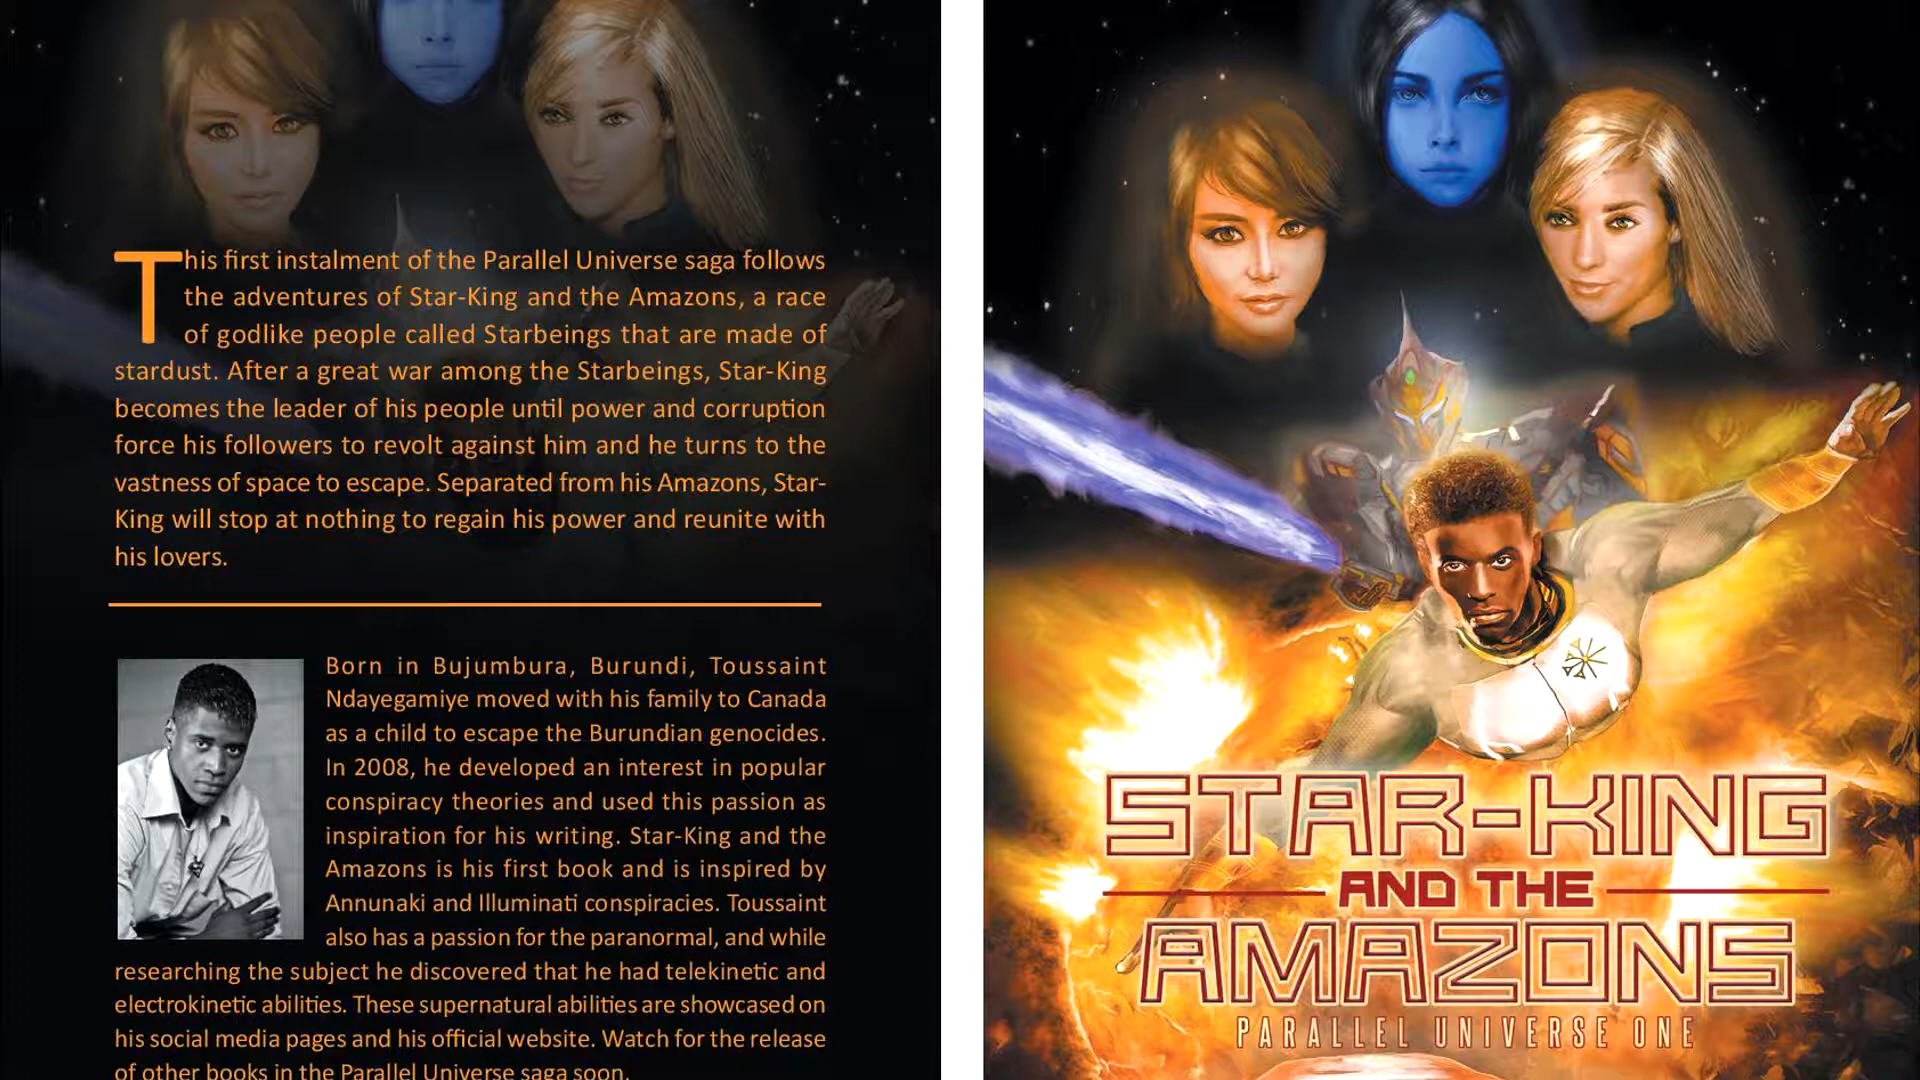 This first instalment of the Parallel Universe saga follows
the adventures of Star-King and the Amazons, a race
of godlike people called Starbeings that are made of
stardust. After a great war among the Starbeings, Star-King
becomes the leader of his people until power and corruption
force his followers to revolt against him and he turns to the
vastness of space to escape. Separated from his Amazons, Star-
King will stop at nothing to regain his power and reunite with
his lovers.
Born in Bujumbura, Burundi, Toussaint
Ndayegamiye moved with his family to Canada
as a child to escape the Burundian genocides.
In 2008, he developed an interest in popular
conspiracy theories and used this passion as
inspiration for his writing. Star-King and the
Amazons is his first book and is inspired by
Annunaki and Illuminati conspiracies. Toussaint
also has a passion for the paranormal, and while
researching the subject he discovered that he had telekinetic and
electrokinetic abilities. These supernatural abilities are showcased on
his social media pages and his official website. Watch for the release
of other books in the Parallel Universe saga soon.
STAR-KING
AND THE
AMAZONS
PARALLEL UNIVERSE ONE